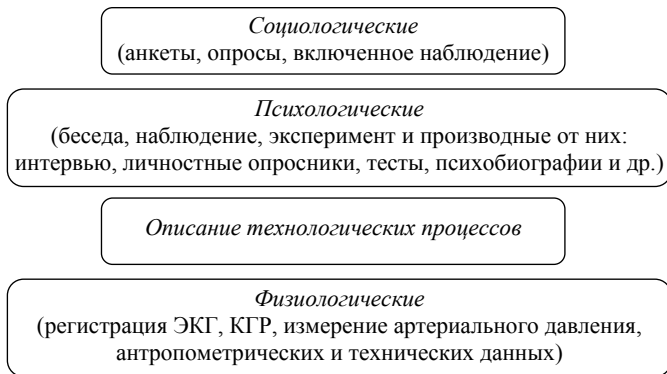 Социологические
(анкеты, опросы, включенное наблюдение)
Психологические
(беседа, наблюдение, эксперимент и производные от них:
интервью, личностные опросники, тесты, психобиографии и др.)
Описание технологических процессов
Физиологические
(регистрация ЭКГ, КГР, измерение артериального давления,
антропометрических и технических данных)